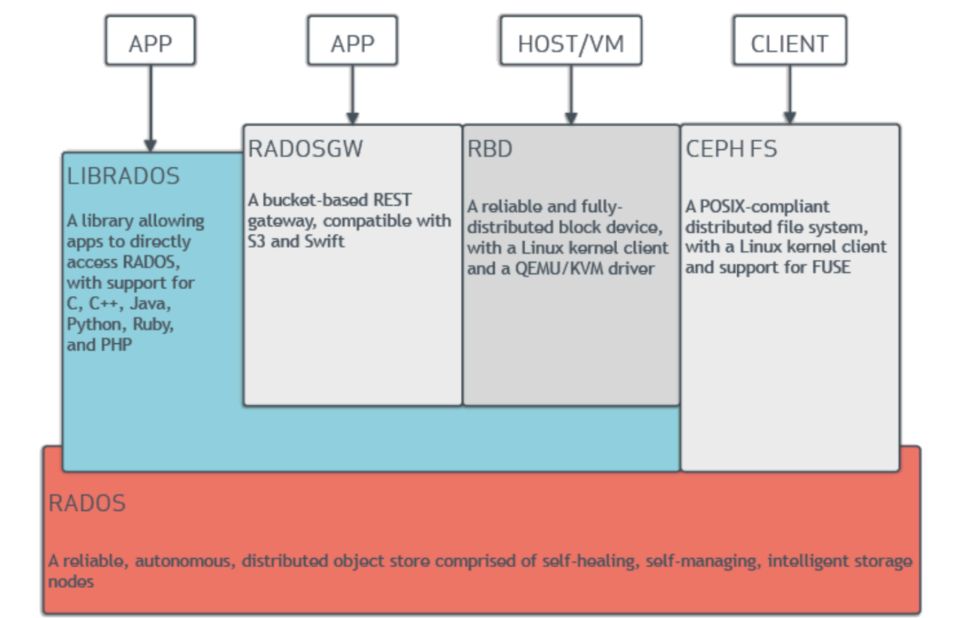 APP
APP
HOST/VM
CLIENT
LIBRADOS
A library allowing
apps to directly
access RADOS,
with support for
C, C++, Java,
Python, Ruby,
and PHP
RADOSGW
A bucket-based REST
gateway, compatible with
S3 and Swift
RBD
A reliable and fully-
distributed block device,
with a Linux kernel client
and a QEMU/KVM driver
CEPH FS
A POSIX-compliant
distributed file system,
with a Linux kernel client
and support for FUSE
RADOS
A reliable, autonomous, distributed object store comprised of self-healing, self-managing, intelligent storage
nodes